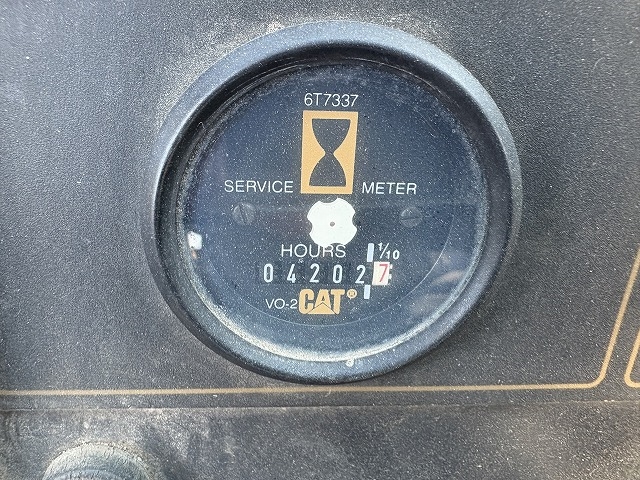 6T7337
SERVICE METER
HOURS 1/10
042027
VO-2 CAT®